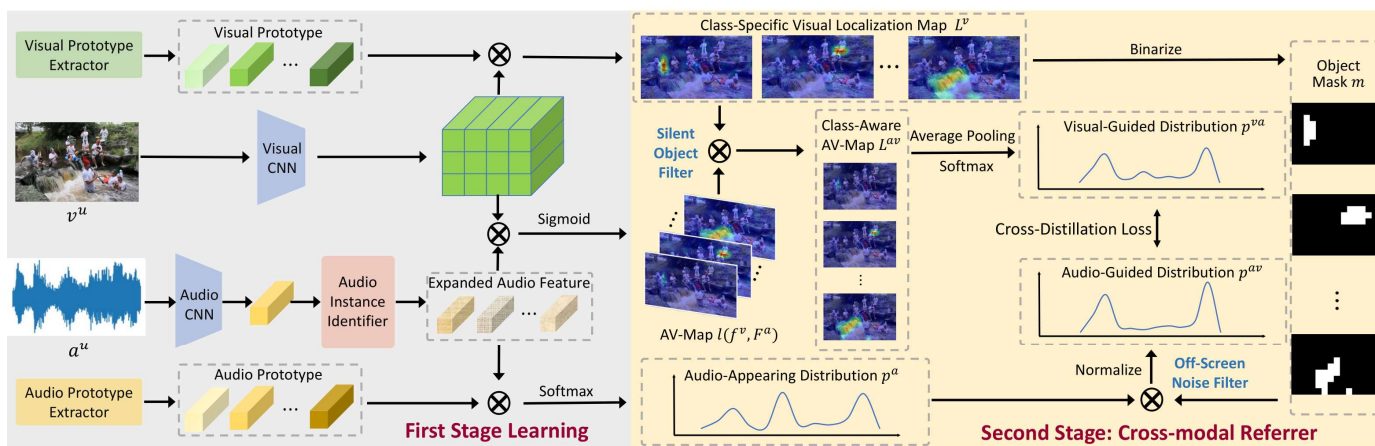 Visual Prototype
Extractor
Visual Prototype
...
v^u
Visual
CNN
a^u
Audio
CNN
Audio
Instance
Identifier
Expanded Audio Feature
...
Sigmoid
Audio Prototype
Extractor
Audio Prototype
...
Softmax
First Stage Learning
Class-Specific Visual Localization Map L^v
...
Binarize
Object
Mask m
Silent
Object
Filter
AV-Map l(f^v, F^a)
Class-Aware
AV-Map L^av
⋮
Average Pooling
Softmax
Visual-Guided Distribution p^va
Cross-Distillation Loss
Audio-Guided Distribution p^av
⋮
Normalize
Off-Screen
Noise Filter
Audio-Appearing Distribution p^a
Second Stage: Cross-modal Referrer